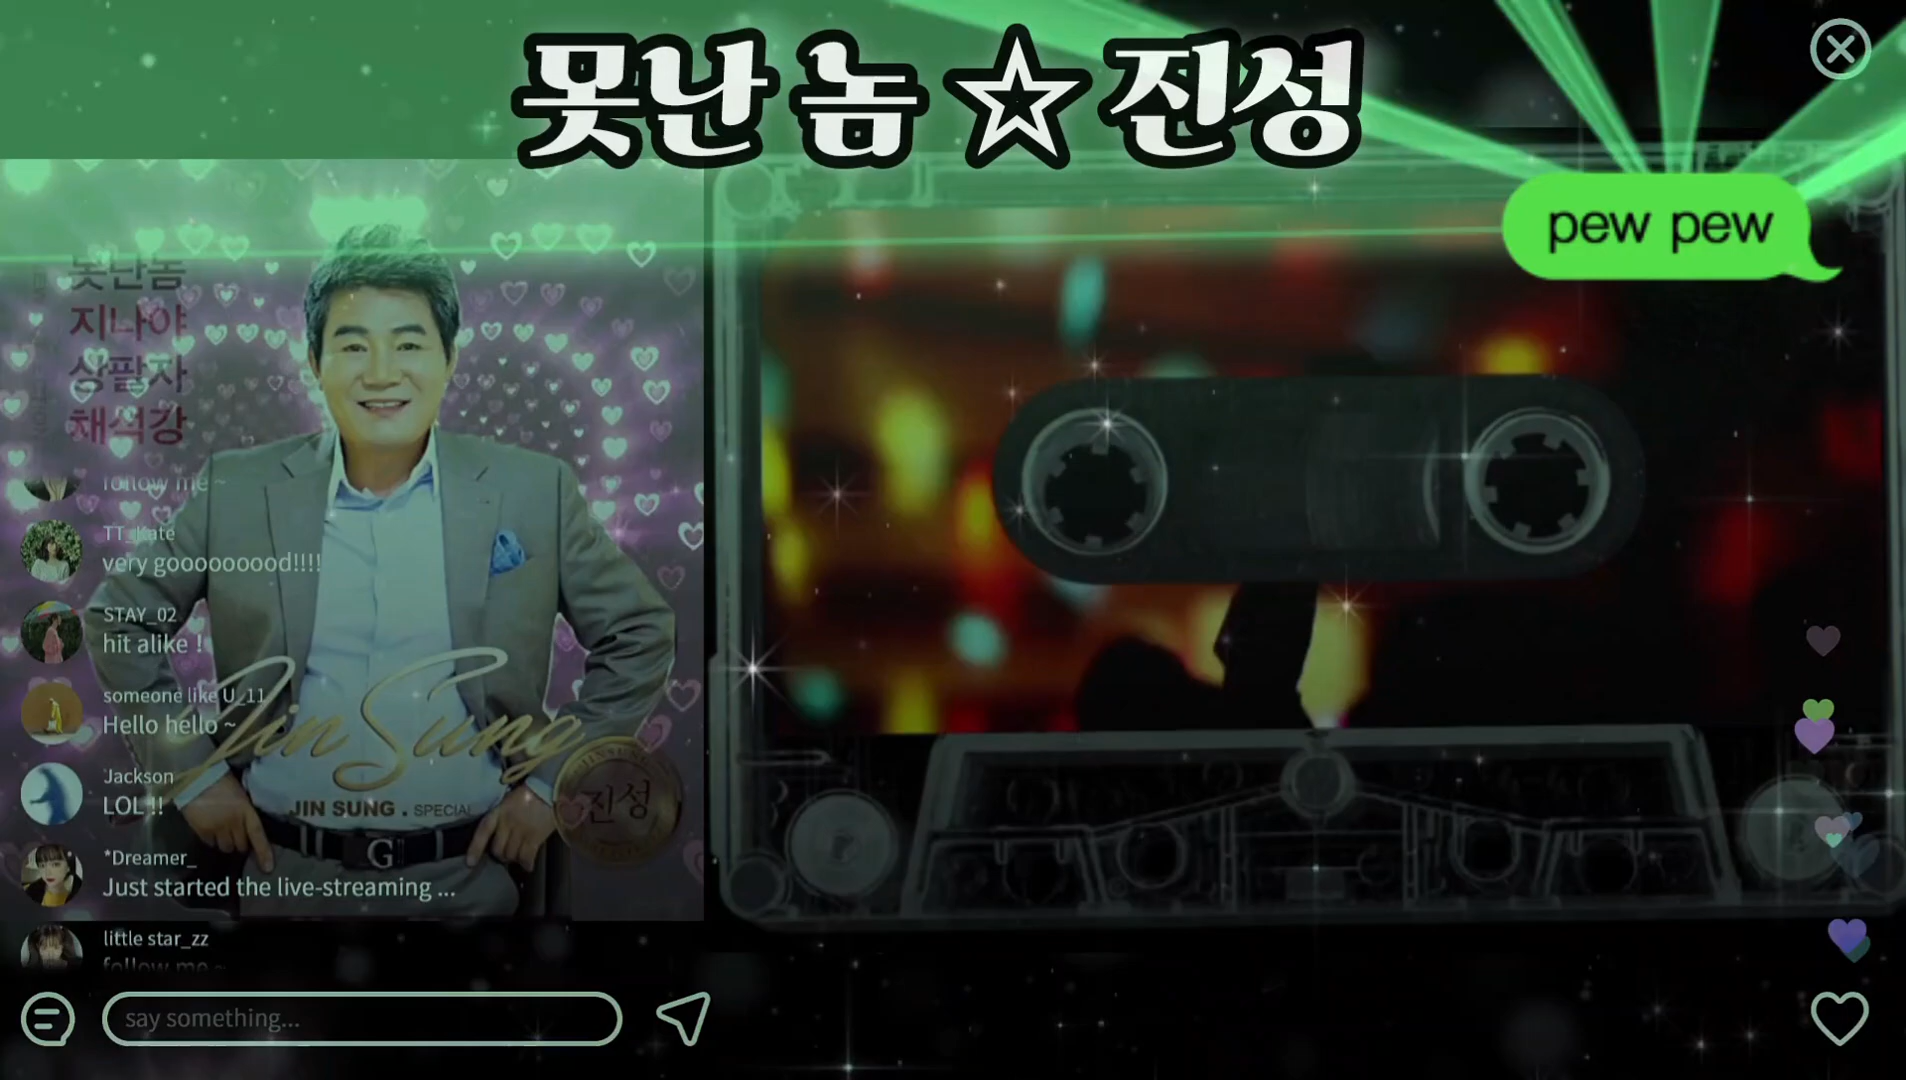 못난 놈 ☆ 진성
pew pew
못난놈
지나야
상팔자
채석강
follow me ~
TT_Kate
very gooooooood!!!!
STAY_02
hit alike !
someone like U_11
Hello hello ~
Jackson
LOL !!
*Dreamer_
Just started the live-streaming ...
little star_zz
follow me ~
Jin Sung
JIN SUNG . SPECIAL
진성
G
say something...